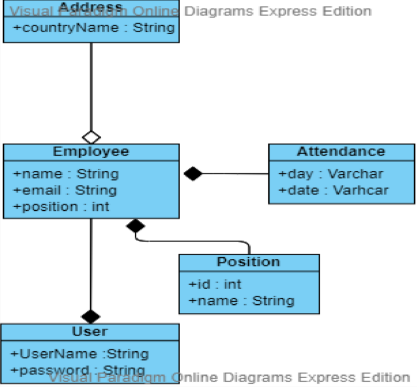 Address
Visual Paradigm Online Diagrams Express Edition
+countryName : String
Employee
+name : String
+email : String
+position : int
Attendance
+day : Varchar
+date : Varhcar
Position
+id : int
+name : String
User
+UserName :String
+password : String
Visual Paradigm Online Diagrams Express Edition